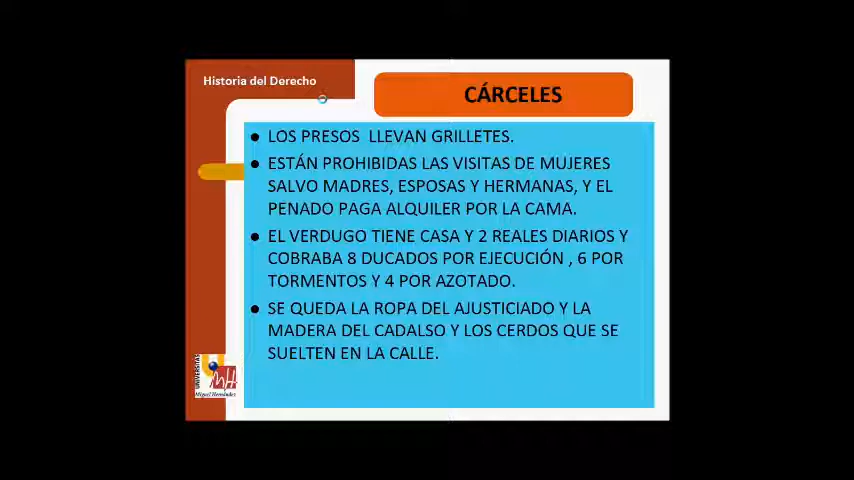 Historia del Derecho
CÁRCELES
● LOS PRESOS LLEVAN GRILLETES.
● ESTÁN PROHIBIDAS LAS VISITAS DE MUJERES
SALVO MADRES, ESPOSAS Y HERMANAS, Y EL
PENADO PAGA ALQUILER POR LA CAMA.
● EL VERDUGO TIENE CASA Y 2 REALES DIARIOS Y
COBRABA 8 DUCADOS POR EJECUCIÓN , 6 POR
TORMENTOS Y 4 POR AZOTADO.
● SE QUEDA LA ROPA DEL AJUSTICIADO Y LA
MADERA DEL CADALSO Y LOS CERDOS QUE SE
SUELTEN EN LA CALLE.
UNIVERSITAS
Miguel Hernández